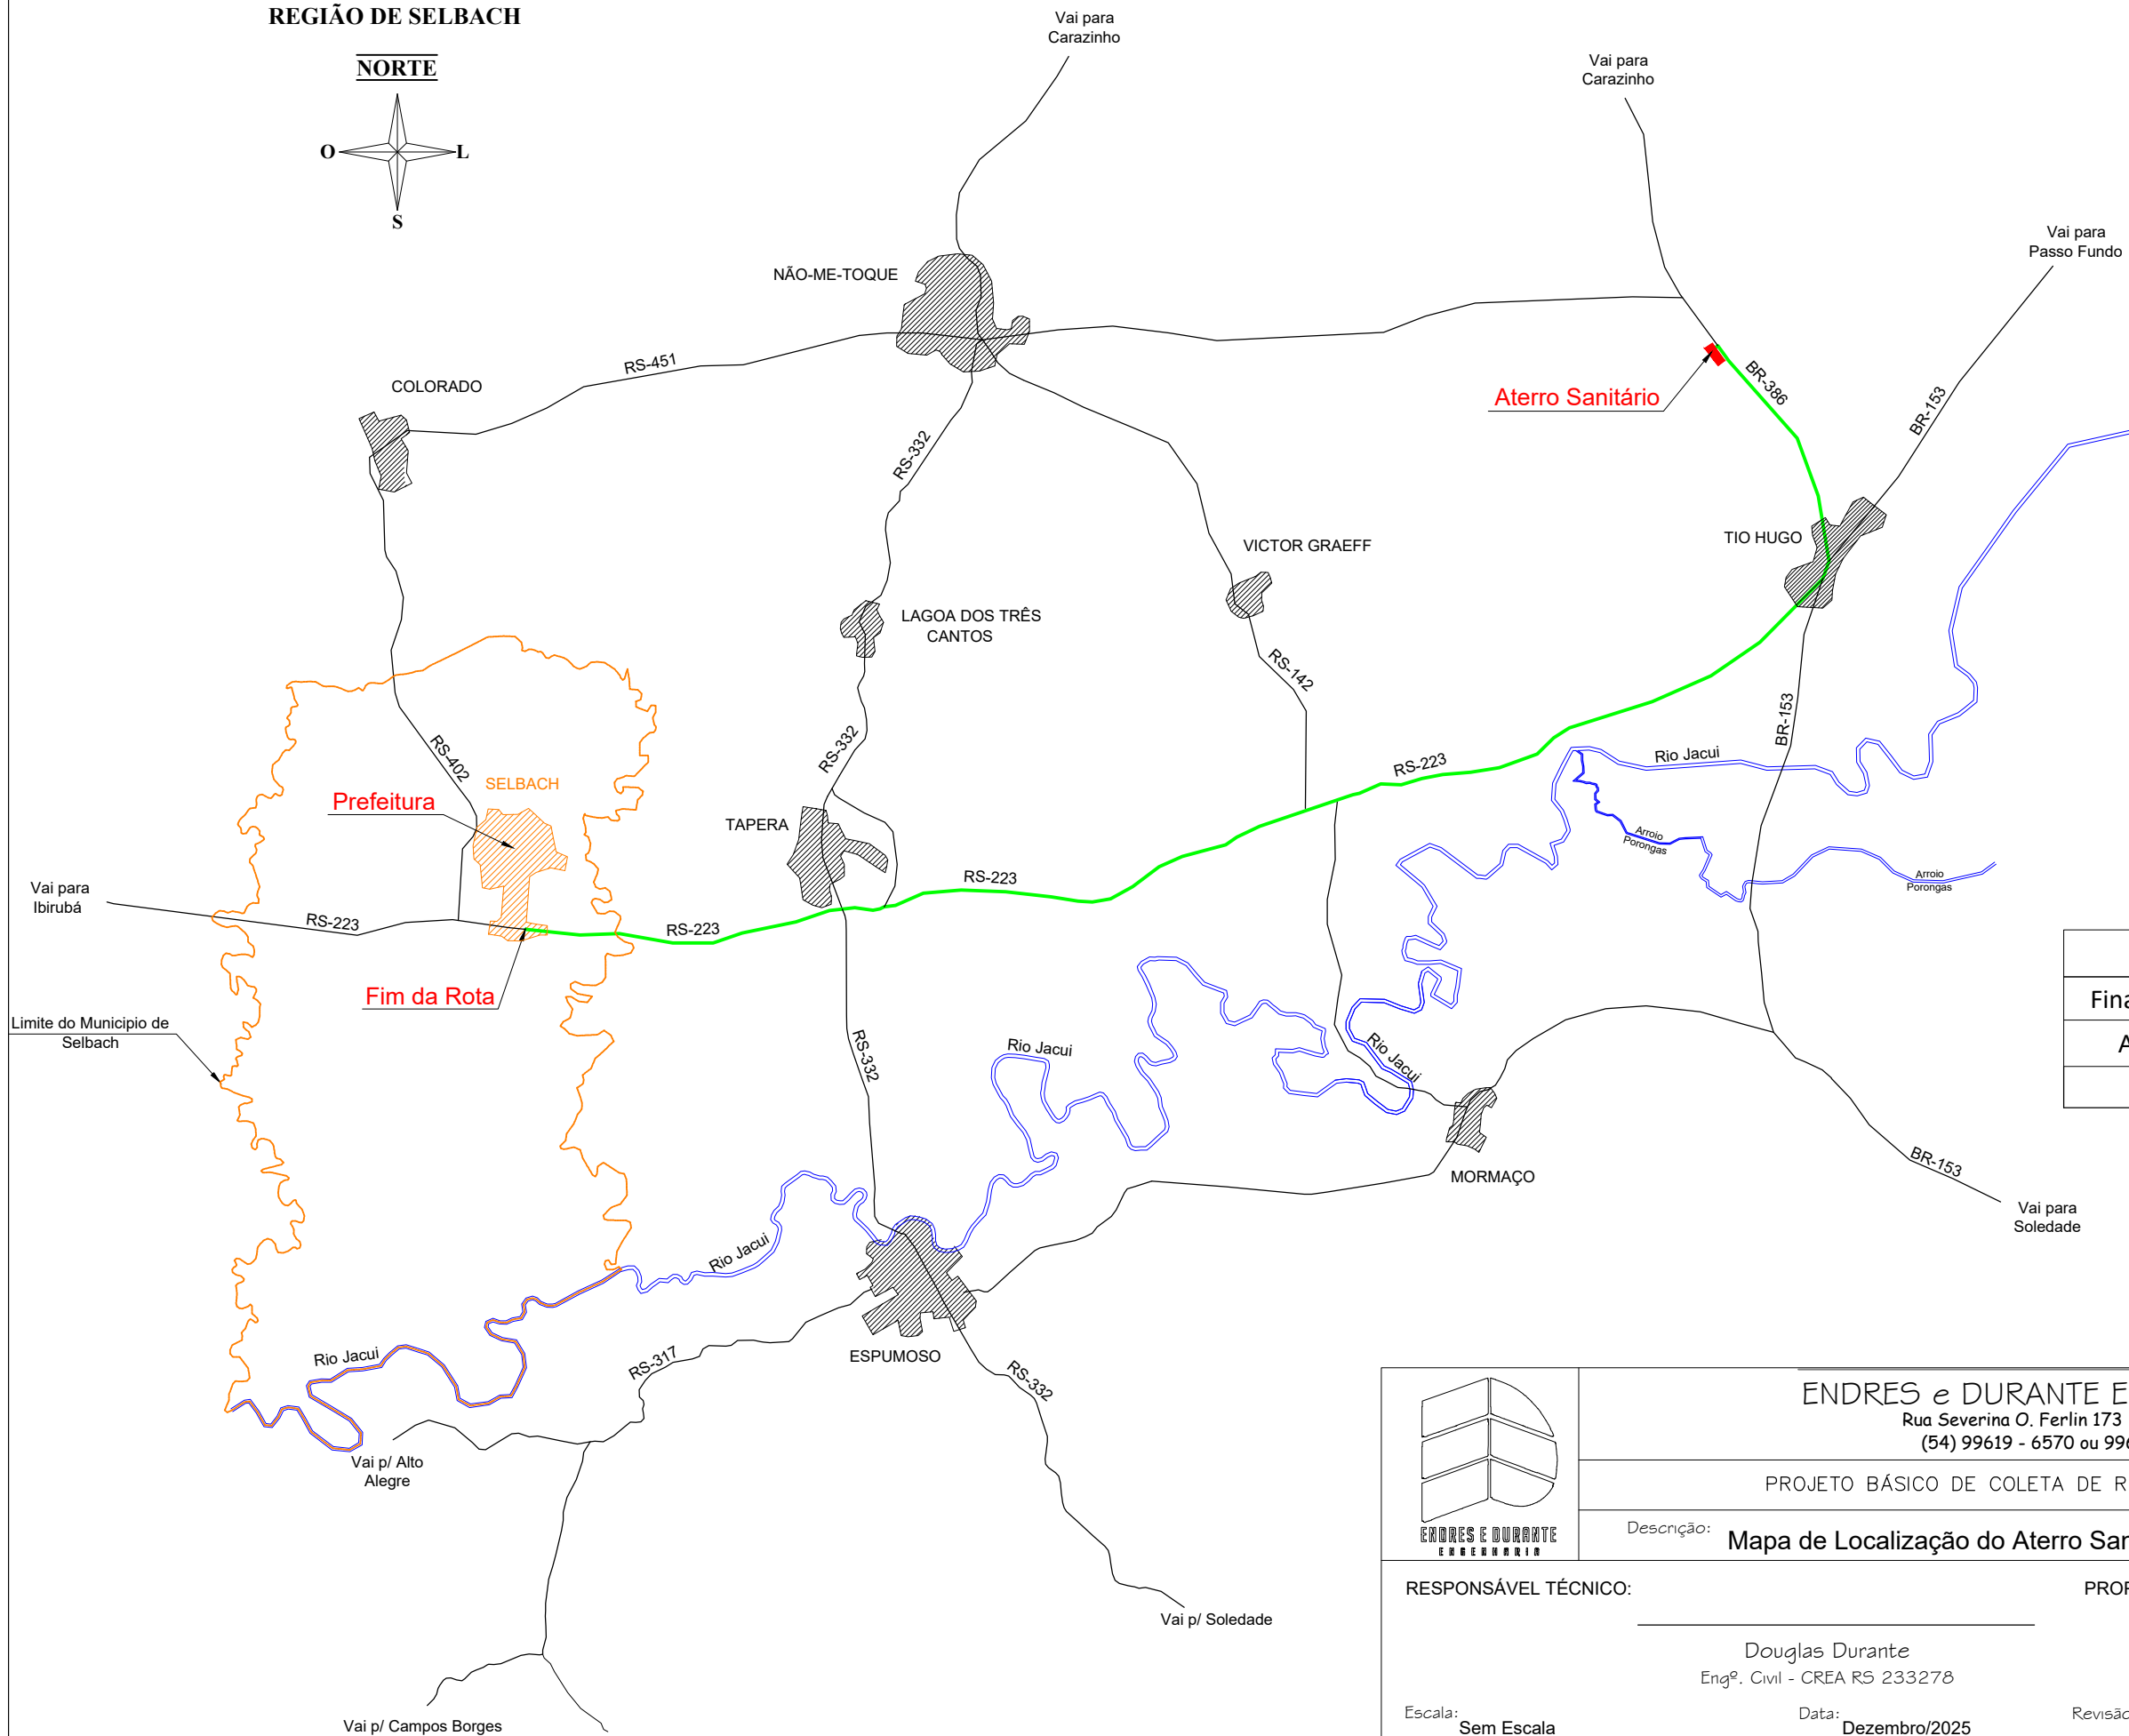 REGIÃO DE SELBACH
NORTE
O
L
S
Vai para
Carazinho
Vai para
Carazinho
Vai para
Passo Fundo
NÃO-ME-TOQUE
RS-451
COLORADO
Aterro Sanitário
BR-386
BR-153
RS-332
TIO HUGO
VICTOR GRAEFF
LAGOA DOS TRÊS
CANTOS
RS-142
RS-402
SELBACH
Prefeitura
RS-332
BR-153
Rio Jacui
RS-223
TAPERA
Arroio
Porongas
Arroio
Porongas
RS-223
Vai para
Ibirubá
RS-223
RS-223
Fim da Rota
Limite do Municipio de
Selbach
RS-332
Rio Jacui
Rio Jacui
MORMAÇO
BR-153
Vai para
Soledade
Rio Jacui
Rio Jacui
ESPUMOSO
RS-317
RS-332
Vai p/ Alto
Alegre
Vai p/ Soledade
Vai p/ Campos Borges
Fina
A
ENDRES E DURANTE
ENGENHARIA
ENDRES e DURANTE E
Rua Severina O. Ferlin 173
(54) 99619 - 6570 ou 996
PROJETO BÁSICO DE COLETA DE R
Descrição: Mapa de Localização do Aterro San
RESPONSÁVEL TÉCNICO:
PROP
Douglas Durante
Engº. Civil - CREA RS 233278
Escala: Sem Escala
Data: Dezembro/2025
Revisão